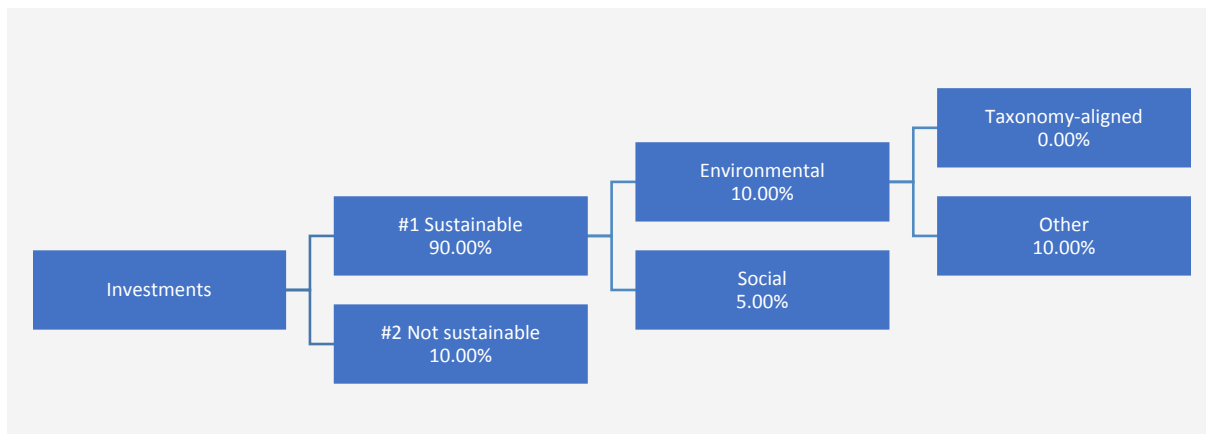 Investments
#1 Sustainable
90.00%
#2 Not sustainable
10.00%
Environmental
10.00%
Social
5.00%
Taxonomy-aligned
0.00%
Other
10.00%